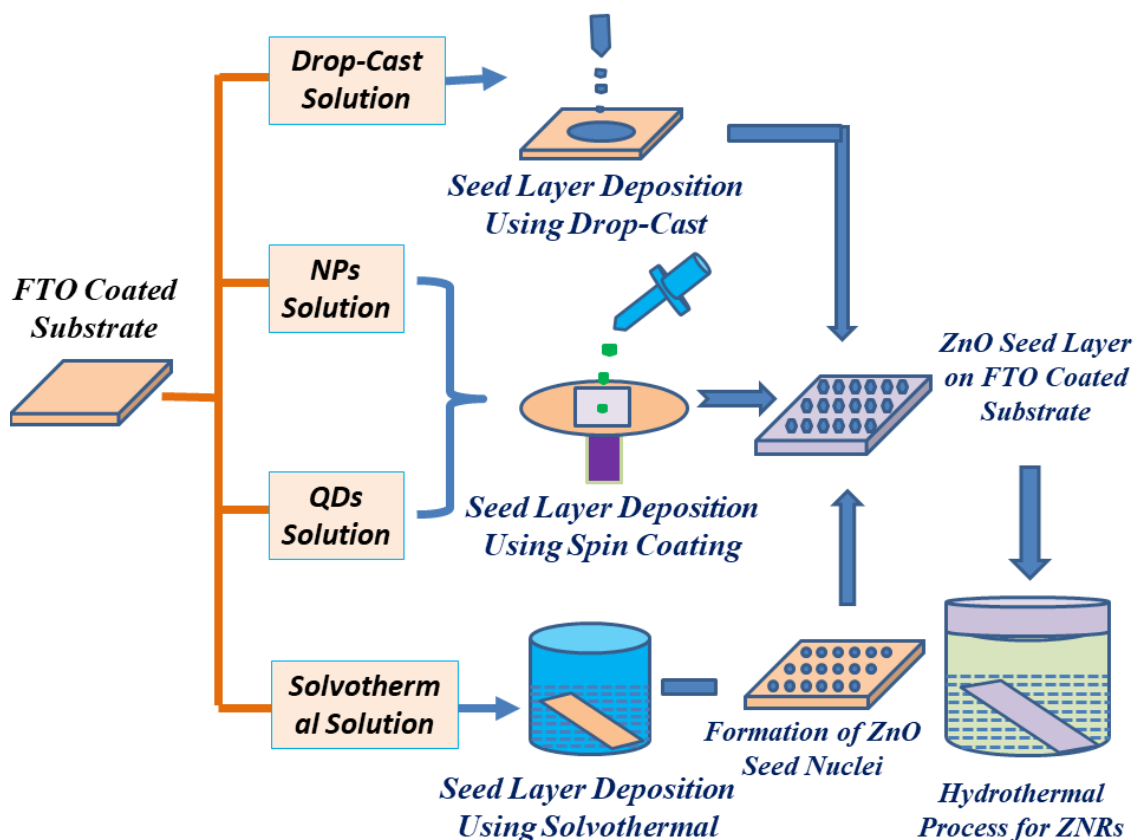 Drop-Cast
Solution
Seed Layer Deposition
Using Drop-Cast
FTO Coated
Substrate
NPs
Solution
ZnO Seed Layer
on FTO Coated
Substrate
QDs
Solution
Seed Layer Deposition
Using Spin Coating
Solvotherm
al Solution
Formation of ZnO
Seed Nuclei
Seed Layer Deposition
Using Solvothermal
Hydrothermal
Process for ZNRs